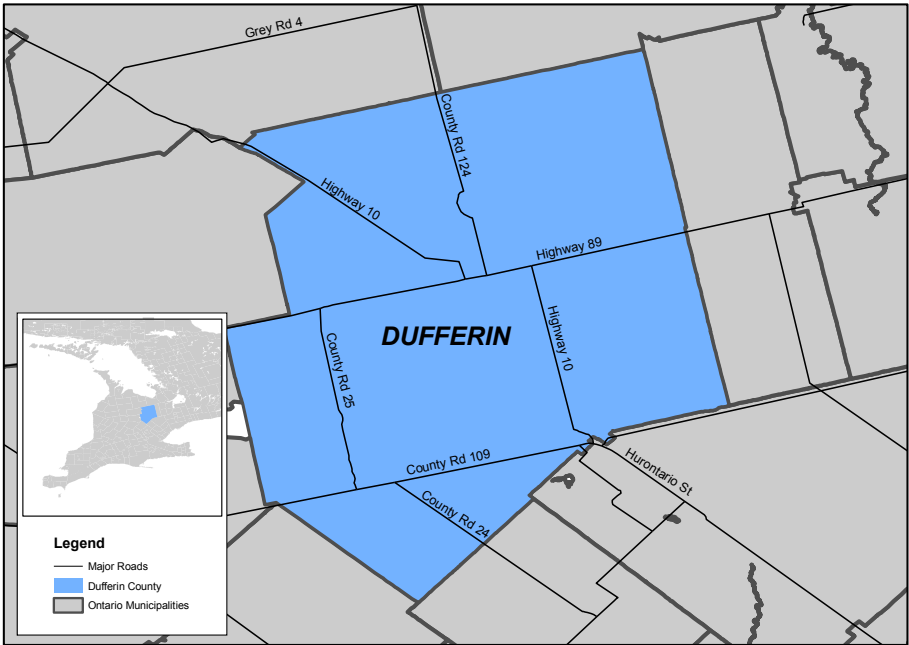 Grey Rd 4
County Rd 124
Highway 10
Highway 89
DUFFERIN
Highway 10
County Rd 25
County Rd 109
County Rd 24
Hurontario St
Legend
Major Roads
Dufferin County
Ontario Municipalities